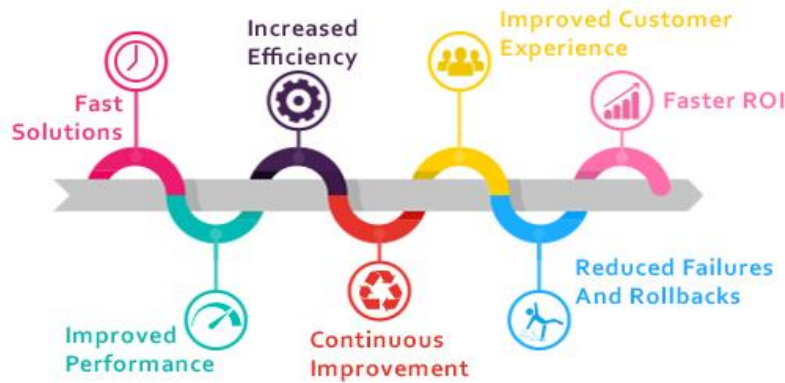 Fast
Solutions
Improved
Performance
Increased
Efficiency
Continuous
Improvement
Improved Customer
Experience
Reduced Failures
And Rollbacks
Faster ROI